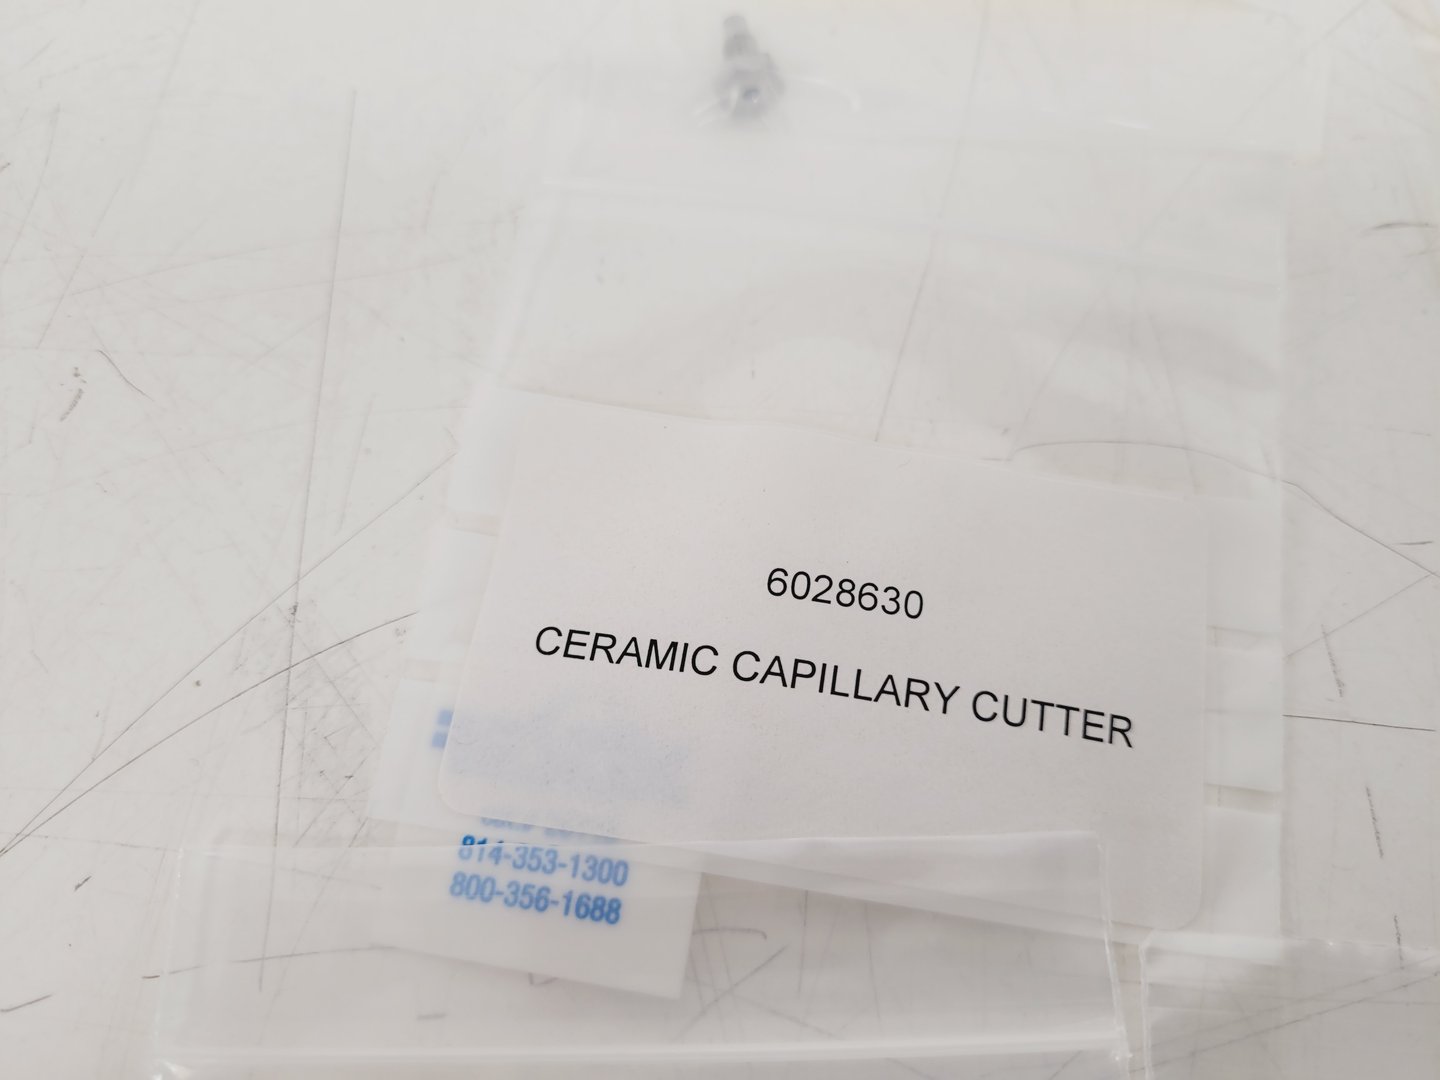 6028630
CERAMIC CAPILLARY CUTTER
814-353-1300
800-356-1688